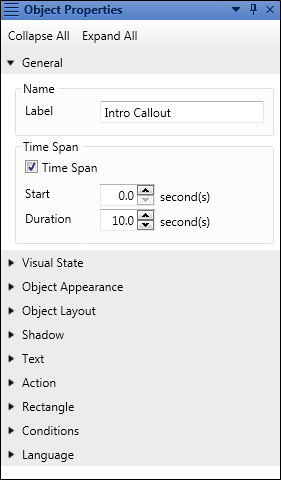 Object Properties
Collapse All Expand All
General
Name
Label Intro Callout
Time Span
Time Span
Start 0.0 second(s)
Duration 10.0 second(s)
Visual State
Object Appearance
Object Layout
Shadow
Text
Action
Rectangle
Conditions
Language